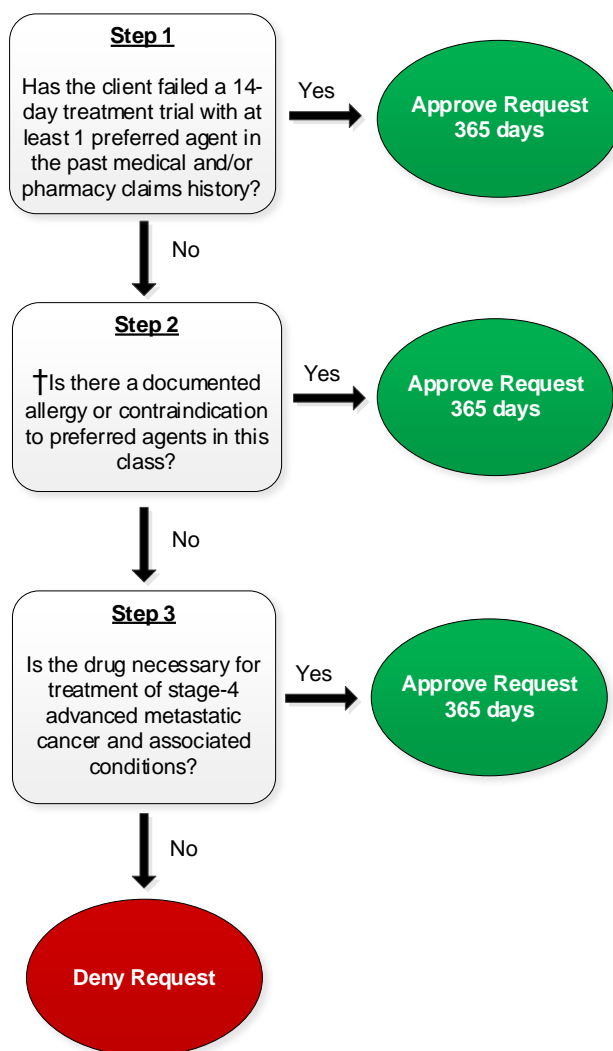 Step 1
Has the client failed a 14-
day treatment trial with at
least 1 preferred agent in
the past medical and/or
pharmacy claims history?
Yes
Approve Request
365 days
No
Step 2
†Is there a documented
allergy or contraindication
to preferred agents in this
class?
Yes
Approve Request
365 days
No
Step 3
Is the drug necessary for
treatment of stage-4
advanced metastatic
cancer and associated
conditions?
Yes
Approve Request
365 days
No
Deny Request